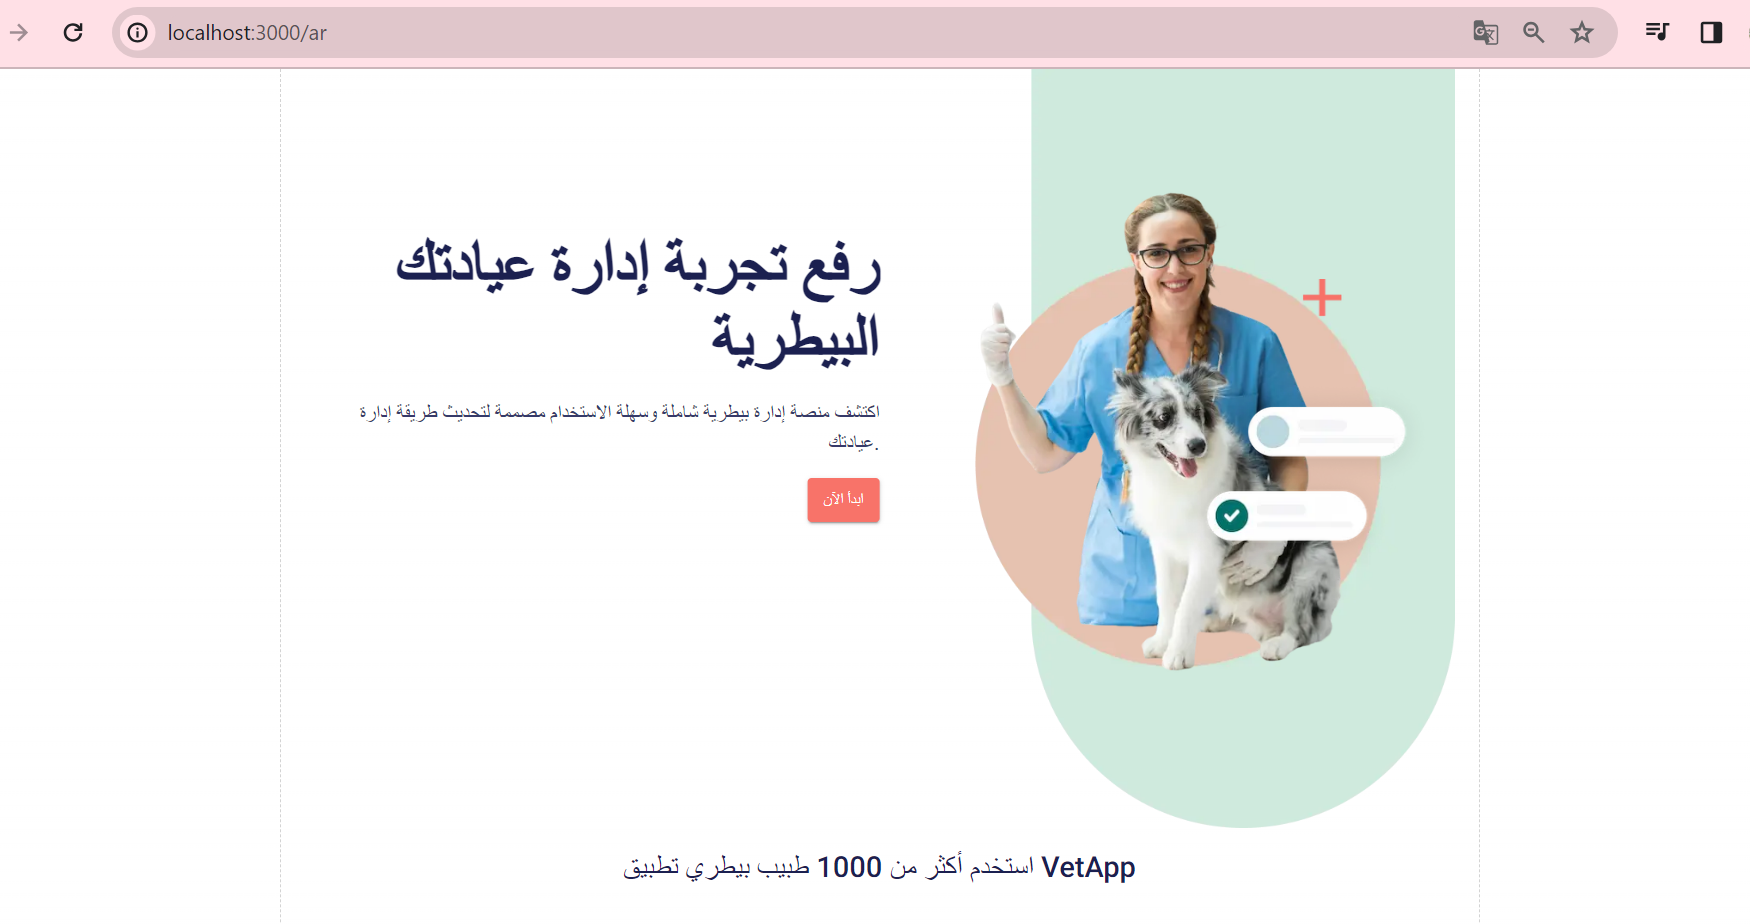 localhost:3000/ar
رفع تجربة إدارة عيادتك
البيطرية
اكتشف منصة إدارة بيطرية شاملة وسهلة الاستخدام مصممة لتحديث طريقة إدارة
عيادتك.
ابدأ الآن
استخدم أكثر من 1000 طبيب بيطري تطبيق VetApp